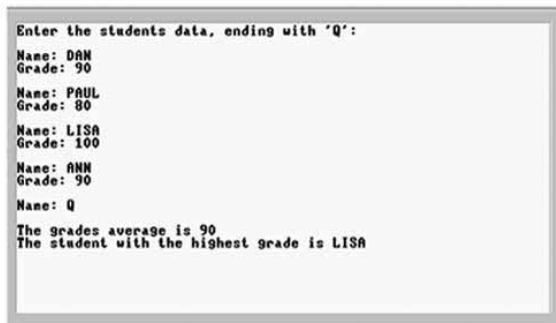 Enter the students data, ending with 'Q':
Name: DAN
Grade: 90
Name: PAUL
Grade: 80
Name: LISA
Grade: 100
Name: ANN
Grade: 90
Name: Q
The grades average is 90
The student with the highest grade is LISA